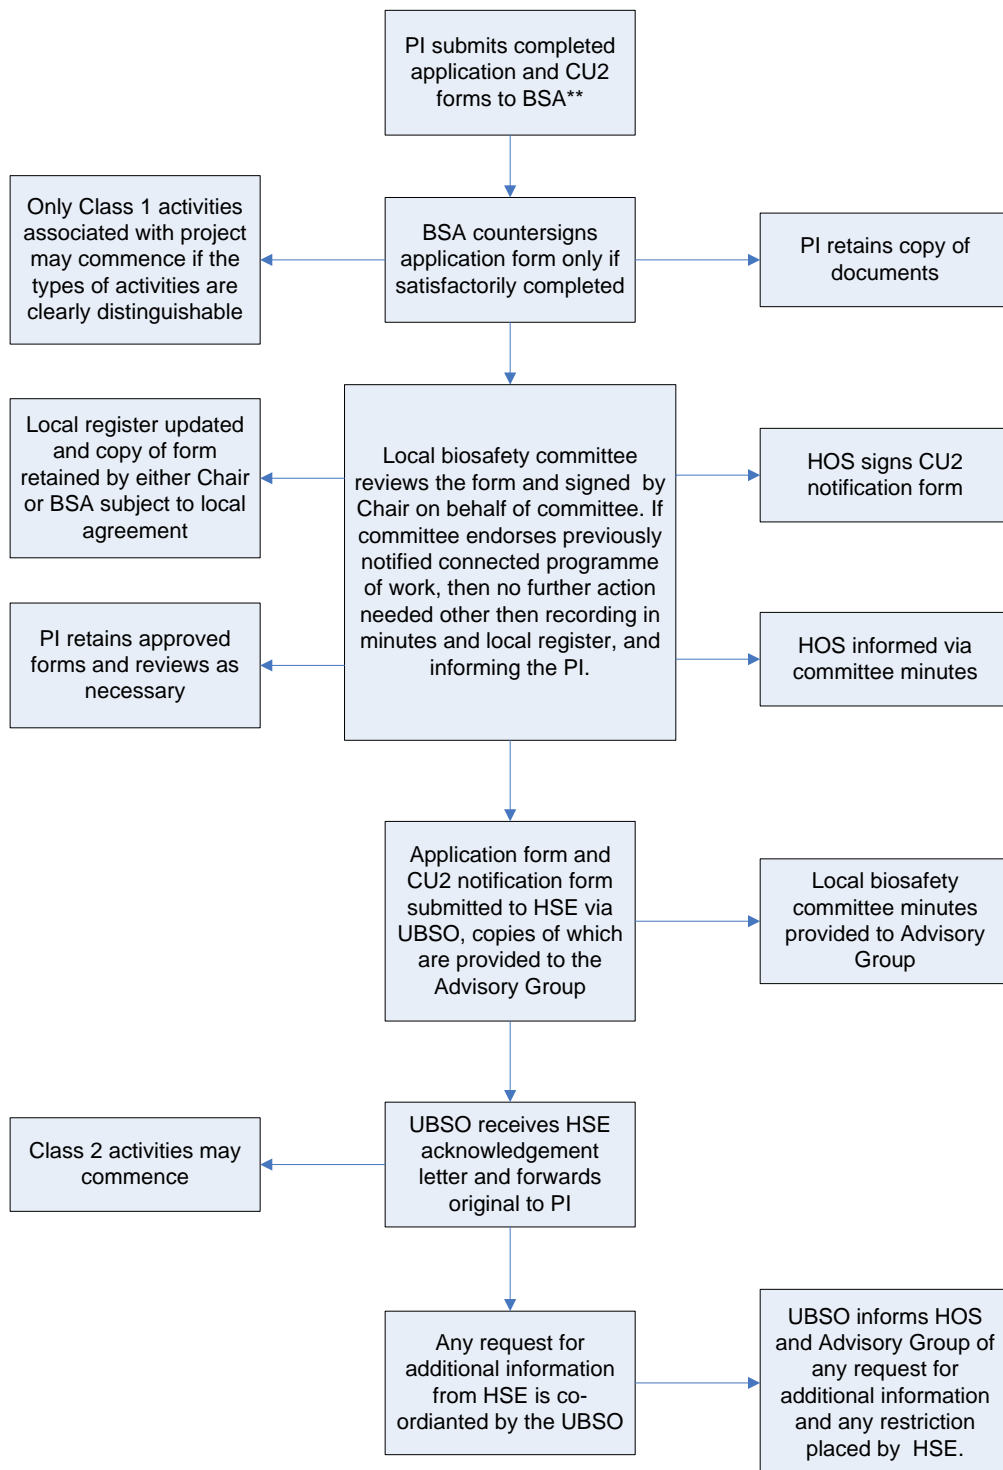 PI submits completed
application and CU2
forms to BSA**
Only Class 1 activities
associated with project
may commence if the
types of activities are
clearly distinguishable
BSA countersigns
application form only if
satisfactorily completed
PI retains copy of
documents
Local register updated
and copy of form
retained by either Chair
or BSA subject to local
agreement
Local biosafety committee
reviews the form and signed by
Chair on behalf of committee. If
committee endorses previously
notified connected programme
of work, then no further action
needed other then recording in
minutes and local register, and
informing the PI.
HOS signs CU2
notification form
PI retains approved
forms and reviews as
necessary
HOS informed via
committee minutes
Application form and
CU2 notification form
submitted to HSE via
UBSO, copies of which
are provided to the
Advisory Group
Local biosafety
committee minutes
provided to Advisory
Group
Class 2 activities may
commence
UBSO receives HSE
acknowledgement
letter and forwards
original to PI
Any request for
additional information
from HSE is co-
ordianted by the UBSO
UBSO informs HOS
and Advisory Group of
any request for
additional information
and any restriction
placed by HSE.